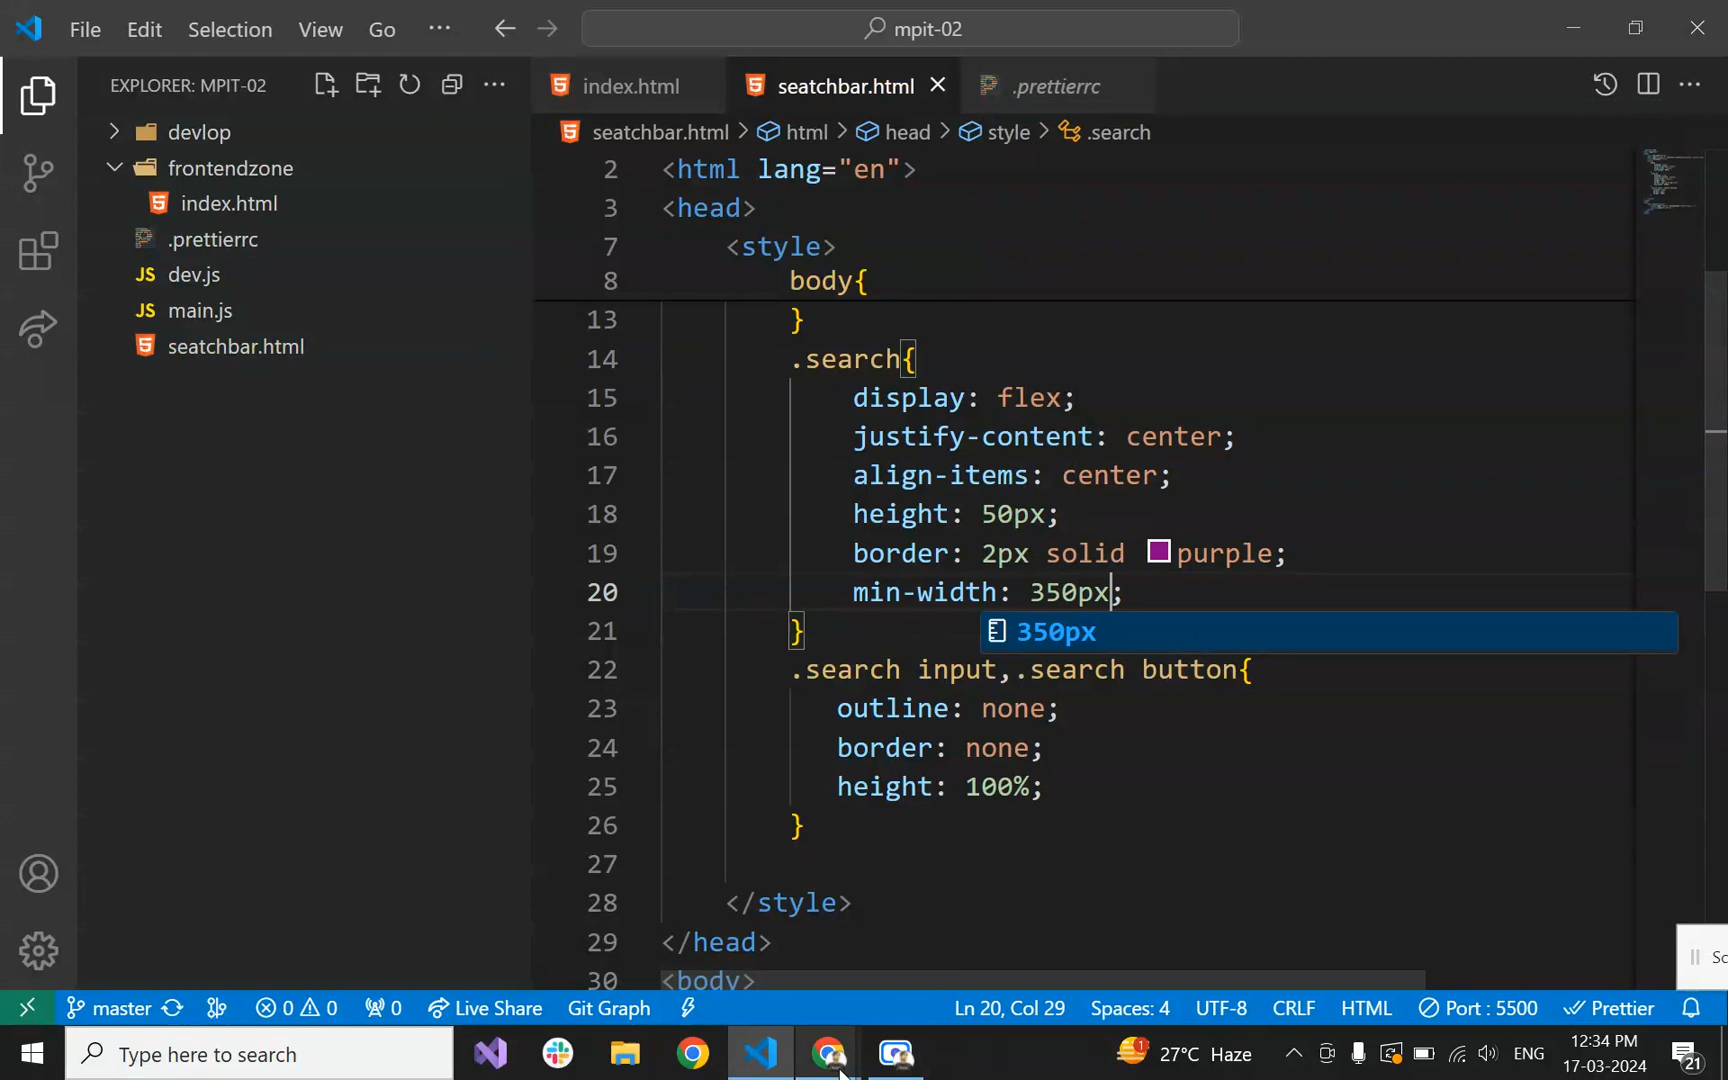 File Edit Selection View Go ··· mpit-02
EXPLORER: MPIT-02
index.html seatchbar.html .prettierrc
devlop
frontendzone
index.html
.prettierrc
JS dev.js
JS main.js
seatchbar.html
seatchbar.html > html > head > style > .search
2 <html lang="en">
3 <head>
7 <style>
8 body{
13 }
14 .search{
15 display: flex;
16 justify-content: center;
17 align-items: center;
18 height: 50px;
19 border: 2px solid purple;
20 min-width: 350px;
350px
21 }
22 .search input,.search button{
23 outline: none;
24 border: none;
25 height: 100%;
26 }
27
28 </style>
29 </head>
30 <body>
Sc
master 0 0 0 Live Share Git Graph Ln 20, Col 29 Spaces: 4 UTF-8 CRLF HTML Port : 5500 Prettier
Type here to search 1 27°C Haze ENG 12:34 PM
17-03-2024 21